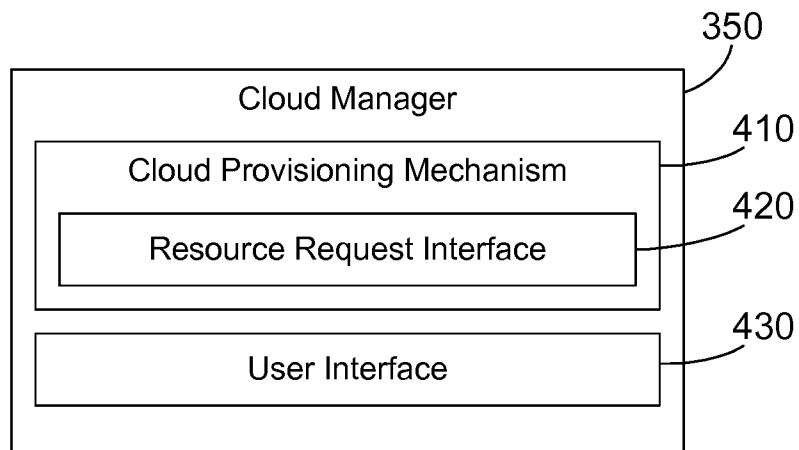 350
Cloud Manager
410
Cloud Provisioning Mechanism
420
Resource Request Interface
430
User Interface